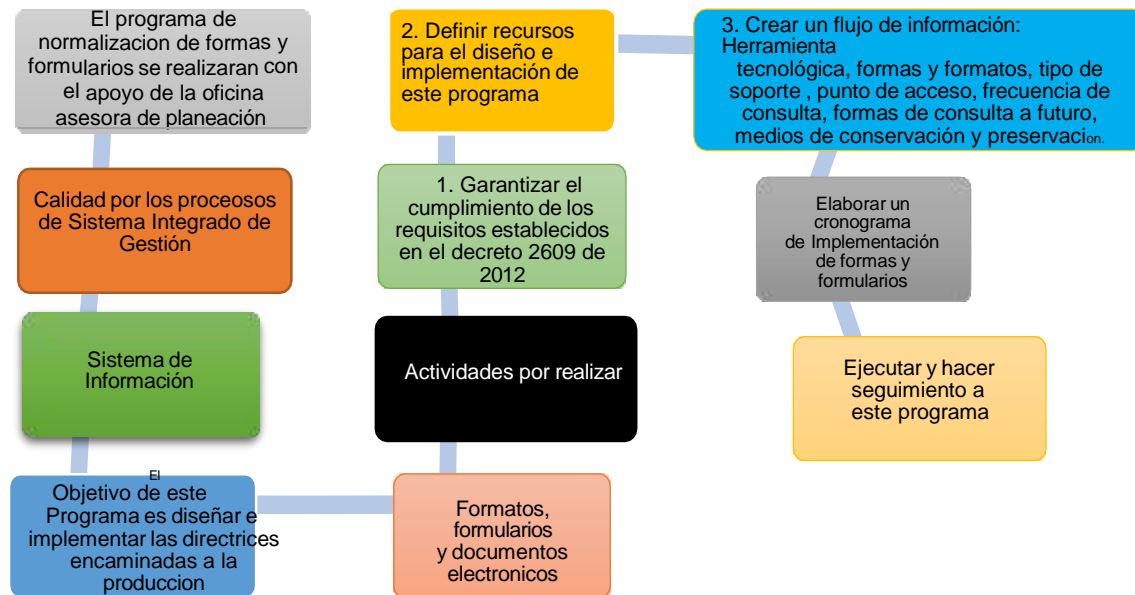 El programa de
normalizacion de formas y
formularios se realizaran con
el apoyo de la oficina
asesora de planeación
Calidad por los proceosos
de Sistema Integrado de
Gestión
Sistema de
Información
El
Objetivo de este
Programa es diseñar e
implementar las directrices
encaminadas a la
produccion
Formatos,
formularios
y documentos
electronicos
Actividades por realizar
1. Garantizar el
cumplimiento de los
requisitos establecidos
en el decreto 2609 de
2012
2. Definir recursos
para el diseño e
implementación de
este programa
3. Crear un flujo de información:
Herramienta
tecnológica, formas y formatos, tipo de
soporte , punto de acceso, frecuencia de
consulta, formas de consulta a futuro,
medios de conservación y preservacion.
Elaborar un
cronograma
de Implementación
de formas y
formularios
Ejecutar y hacer
seguimiento a
este programa